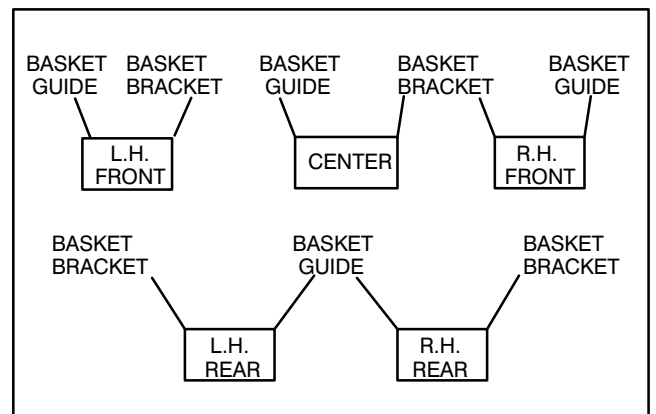 BASKET GUIDE
BASKET BRACKET
BASKET GUIDE
BASKET BRACKET
BASKET GUIDE
L.H. FRONT
CENTER
R.H. FRONT
BASKET BRACKET
BASKET GUIDE
BASKET BRACKET
L.H. REAR
R.H. REAR